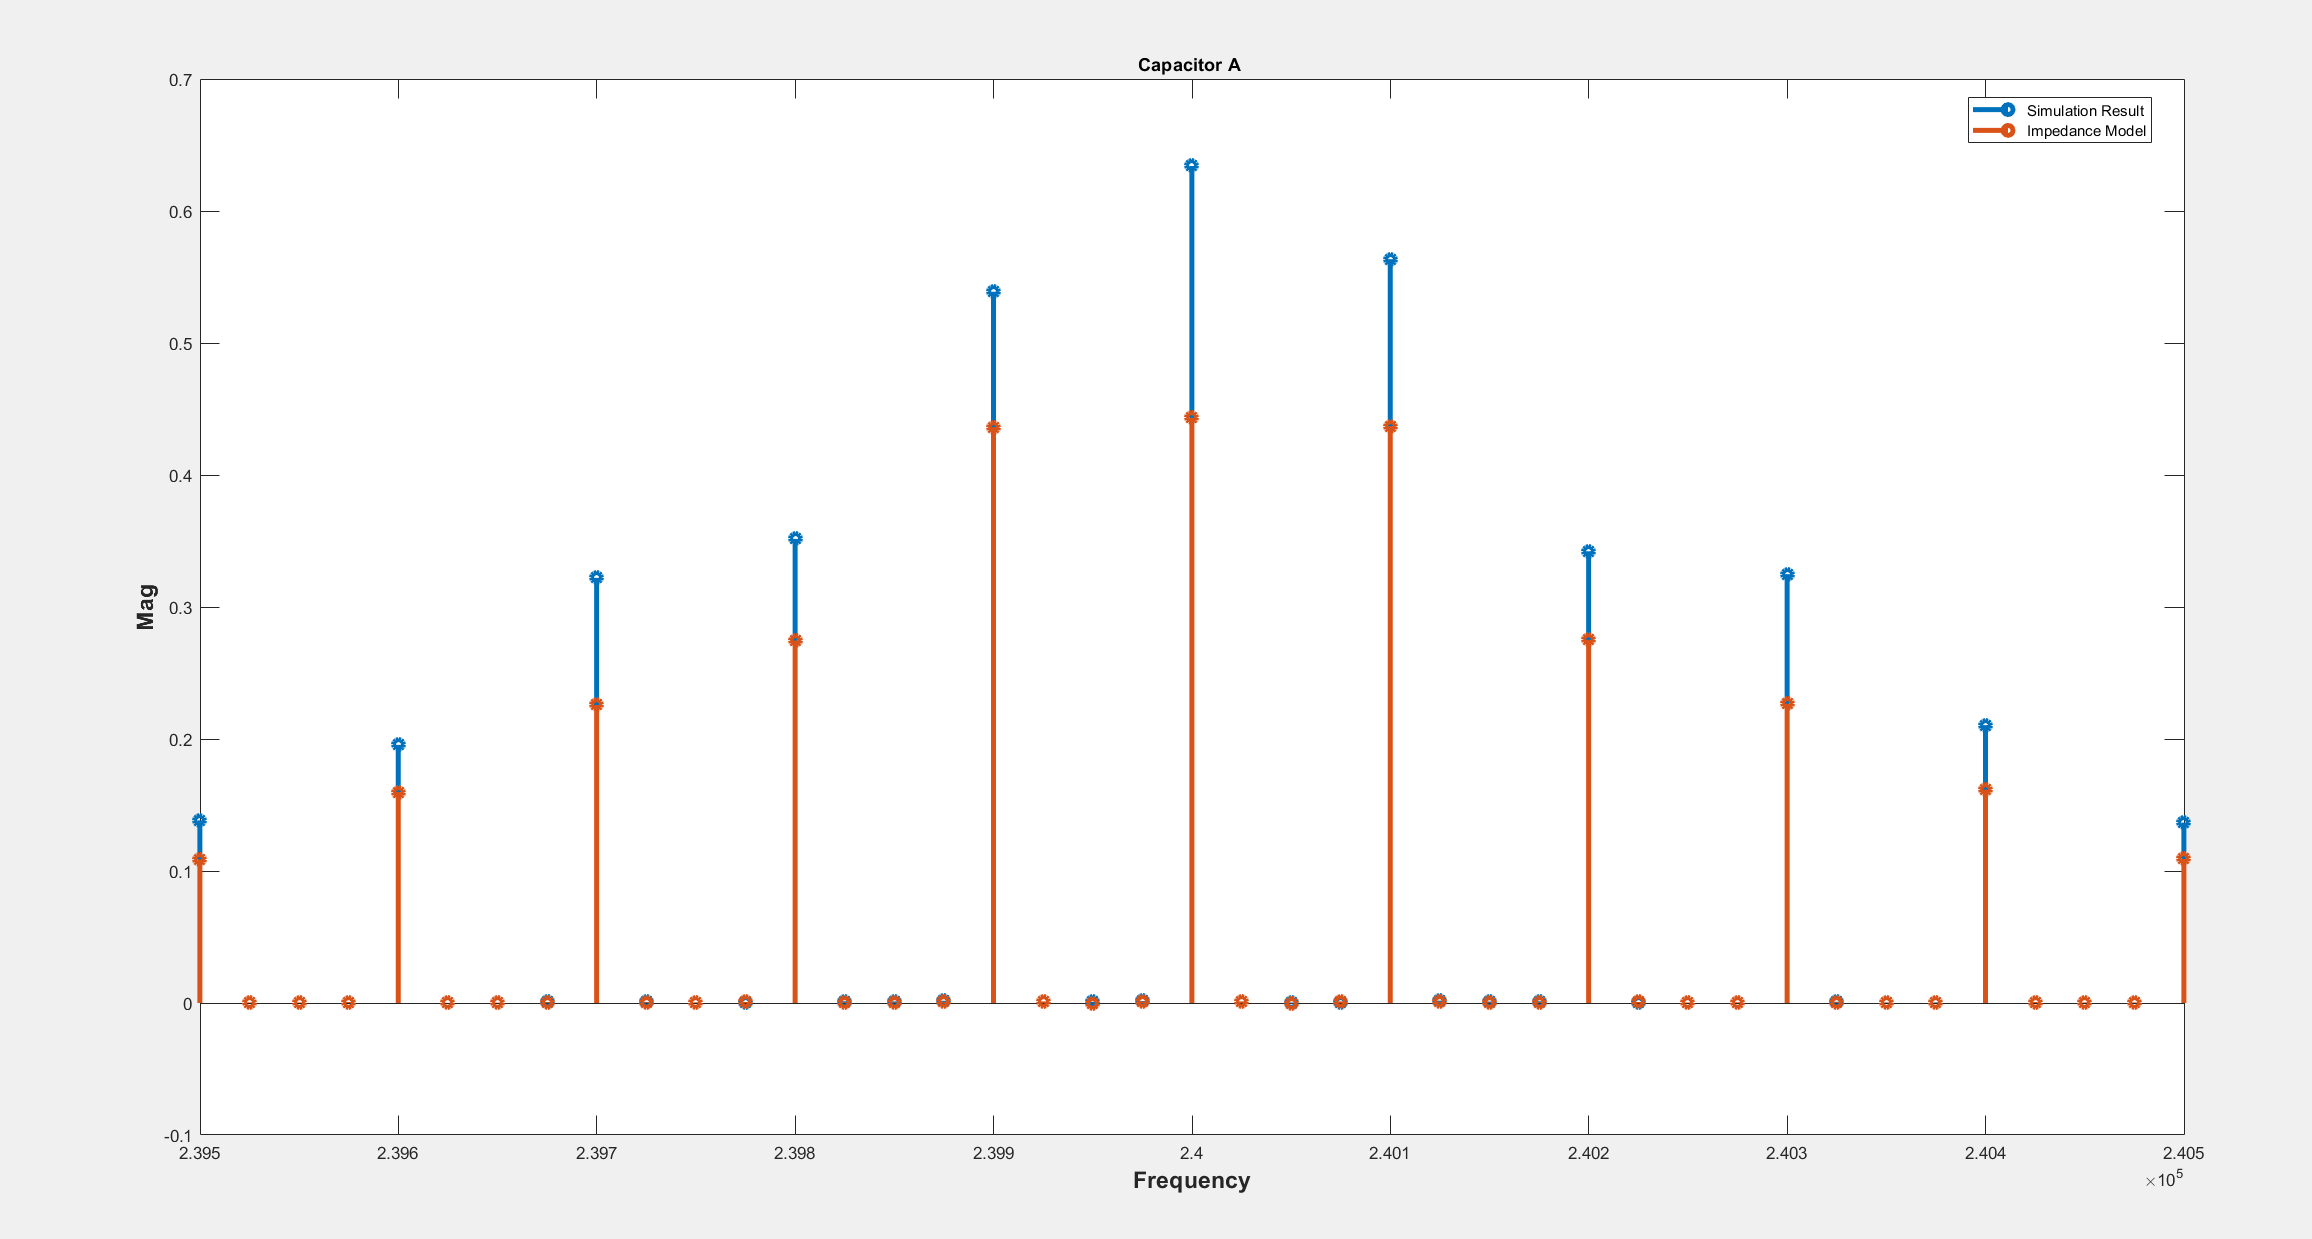 Capacitor A
Simulation Result
Impedance Model
Mag
0.7
0.6
0.5
0.4
0.3
0.2
0.1
0
-0.1
2.395 2.396 2.397 2.398 2.399 2.4 2.401 2.402 2.403 2.404 2.405
×10⁵
Frequency